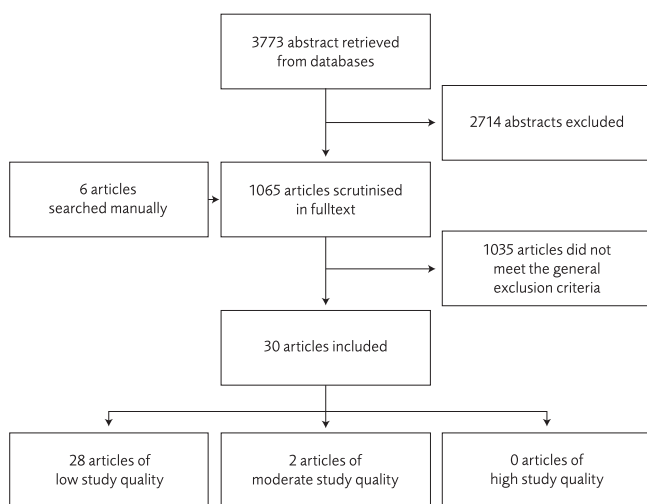 3773 abstract retrieved
from databases
2714 abstracts excluded
6 articles
searched manually
1065 articles scrutinised
in fulltext
1035 articles did not
meet the general
exclusion criteria
30 articles included
28 articles of
low study quality
2 articles of
moderate study quality
0 articles of
high study quality